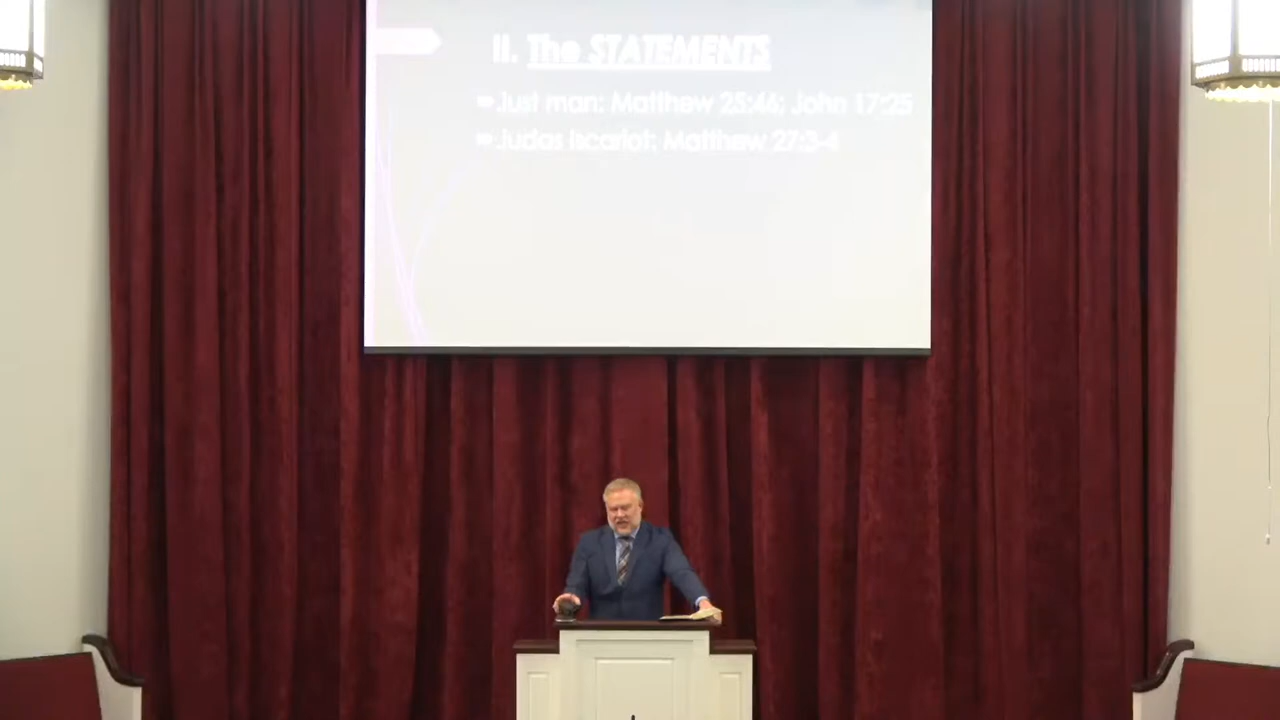 II. The STATEMENTS
Just man: Matthew 25:46; John 17:25
Judas Iscariot: Matthew 27:3-4